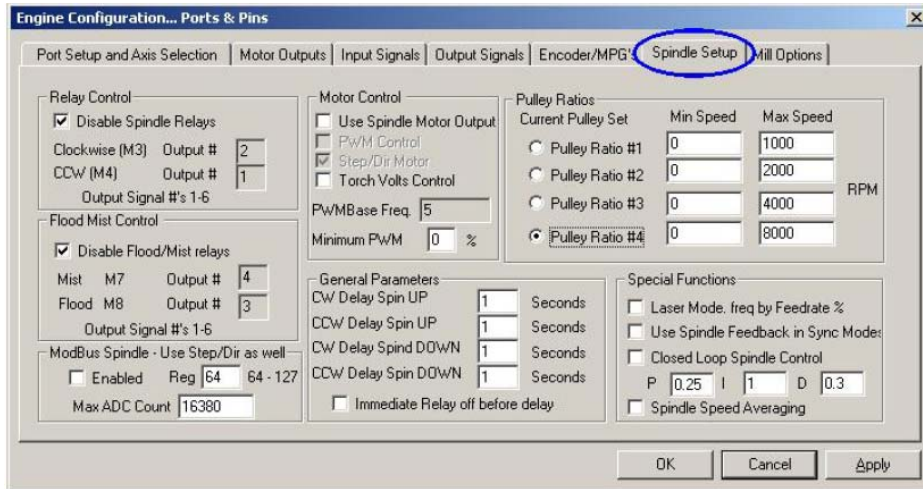 Engine Configuration... Ports & Pins
Port Setup and Axis Selection
Motor Outputs
Input Signals
Output Signals
Encoder/MPG's
Spindle Setup
Mill Options
Relay Control
Disable Spindle Relays
Clockwise (M3) Output # 2
CCW (M4) Output # 1
Output Signal #'s 1-6
Flood Mist Control
Disable Flood/Mist relays
Mist M7 Output # 4
Flood M8 Output # 3
Output Signal #'s 1-6
ModBus Spindle - Use Step/Dir as well
Enabled Reg 64 64 - 127
Max ADC Count 16380
Motor Control
Use Spindle Motor Output
PWM Control
Step/Dir Motor
Torch Volts Control
PWMBase Freq. 5
Minimum PWM 0 %
General Parameters
CW Delay Spin UP 1 Seconds
CCW Delay Spin UP 1 Seconds
CW Delay Spind DOWN 1 Seconds
CCW Delay Spin DOWN 1 Seconds
Immediate Relay off before delay
Pulley Ratios
Current Pulley Set Min Speed Max Speed
Pulley Ratio #1 0 1000
Pulley Ratio #2 0 2000
Pulley Ratio #3 0 4000
RPM
Pulley Ratio #4 0 8000
Special Functions
Laser Mode. freq by Feedrate %
Use Spindle Feedback in Sync Modes
Closed Loop Spindle Control
P 0.25 I 1 D 0.3
Spindle Speed Averaging
OK
Cancel
Apply